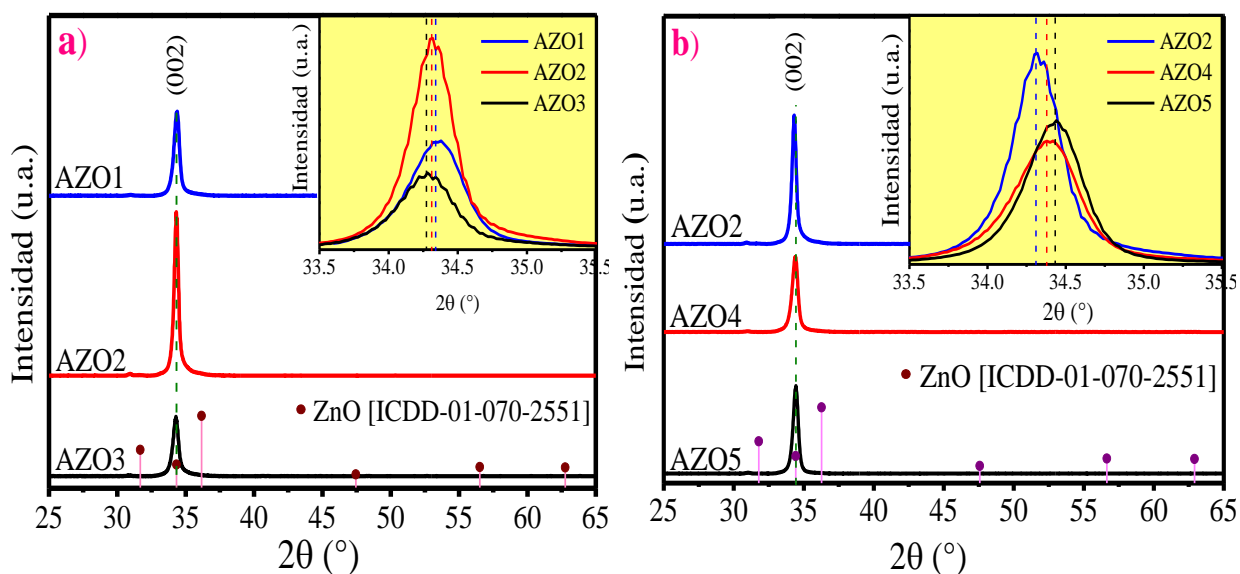 a)
(002)
Intensidad (u.a.)
AZO1
AZO2
AZO3
ZnO [ICDD-01-070-2551]
25 30 35 40 45 50 55 60 65
2θ (°)
Intensidad (u.a.)
AZO1
AZO2
AZO3
33.5 34.0 34.5 35.0 35.5
2θ (°)
b)
(002)
Intensidad (u.a.)
AZO2
AZO4
AZO5
ZnO [ICDD-01-070-2551]
25 30 35 40 45 50 55 60 65
2θ (°)
Intensidad (u.a.)
AZO2
AZO4
AZO5
33.5 34.0 34.5 35.0 35.5
2θ (°)